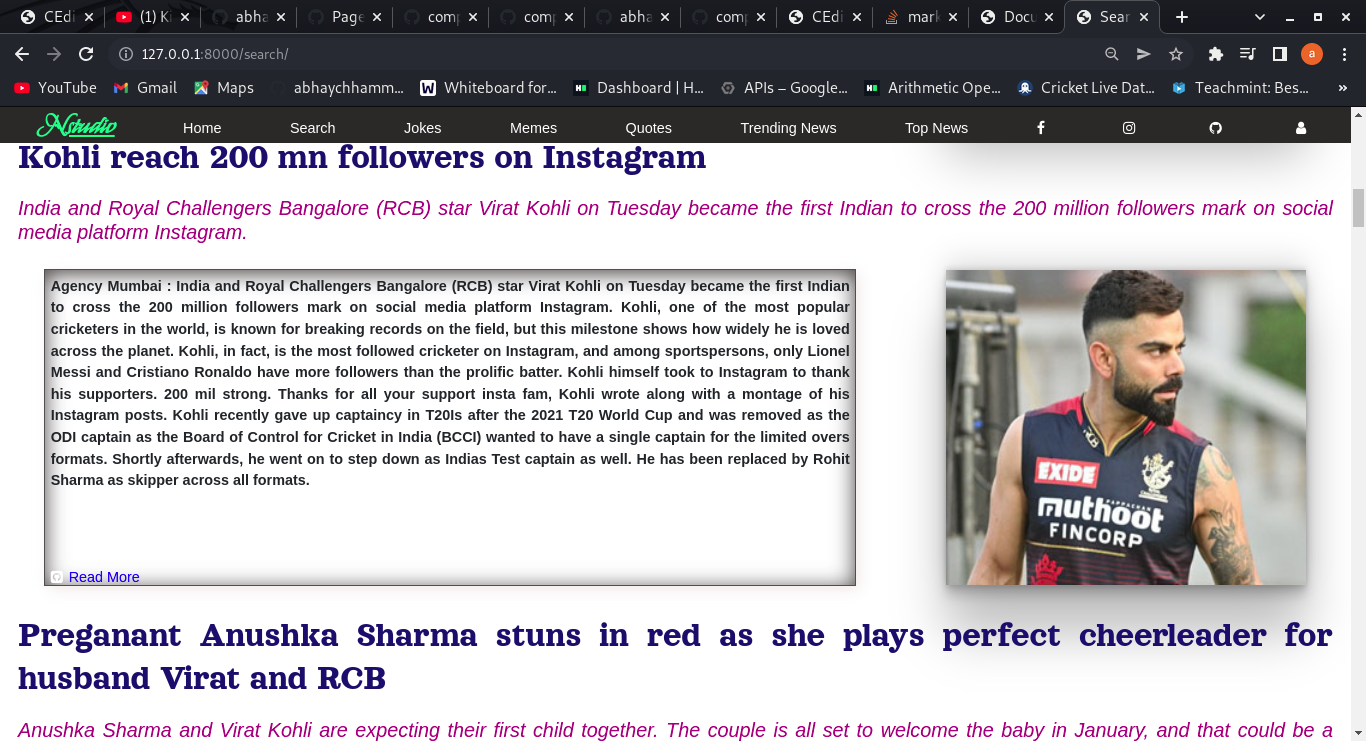 CEdi
(1) Ki
abha
Page
comp
comp
abha
comp
CEdi
mark
Docu
Sear
127.0.0.1:8000/search/
a
YouTube
Gmail
Maps
abhaychhamm...
Whiteboard for...
Dashboard | H...
APIs – Google...
Arithmetic Ope...
Cricket Live Dat...
Teachmint: Bes...
»
Nstudio
Home
Search
Jokes
Memes
Quotes
Trending News
Top News
Kohli reach 200 mn followers on Instagram
India and Royal Challengers Bangalore (RCB) star Virat Kohli on Tuesday became the first Indian to cross the 200 million followers mark on social
media platform Instagram.
Agency Mumbai : India and Royal Challengers Bangalore (RCB) star Virat Kohli on Tuesday became the first Indian
to cross the 200 million followers mark on social media platform Instagram. Kohli, one of the most popular
cricketers in the world, is known for breaking records on the field, but this milestone shows how widely he is loved
across the planet. Kohli, in fact, is the most followed cricketer on Instagram, and among sportspersons, only Lionel
Messi and Cristiano Ronaldo have more followers than the prolific batter. Kohli himself took to Instagram to thank
his supporters. 200 mil strong. Thanks for all your support insta fam, Kohli wrote along with a montage of his
Instagram posts. Kohli recently gave up captaincy in T20Is after the 2021 T20 World Cup and was removed as the
ODI captain as the Board of Control for Cricket in India (BCCI) wanted to have a single captain for the limited overs
formats. Shortly afterwards, he went on to step down as Indias Test captain as well. He has been replaced by Rohit
Sharma as skipper across all formats.
Read More
EXIDE
MUTHOOT
FINCORP
Preganant Anushka Sharma stuns in red as she plays perfect cheerleader for
husband Virat and RCB
Anushka Sharma and Virat Kohli are expecting their first child together. The couple is all set to welcome the baby in January, and that could be a